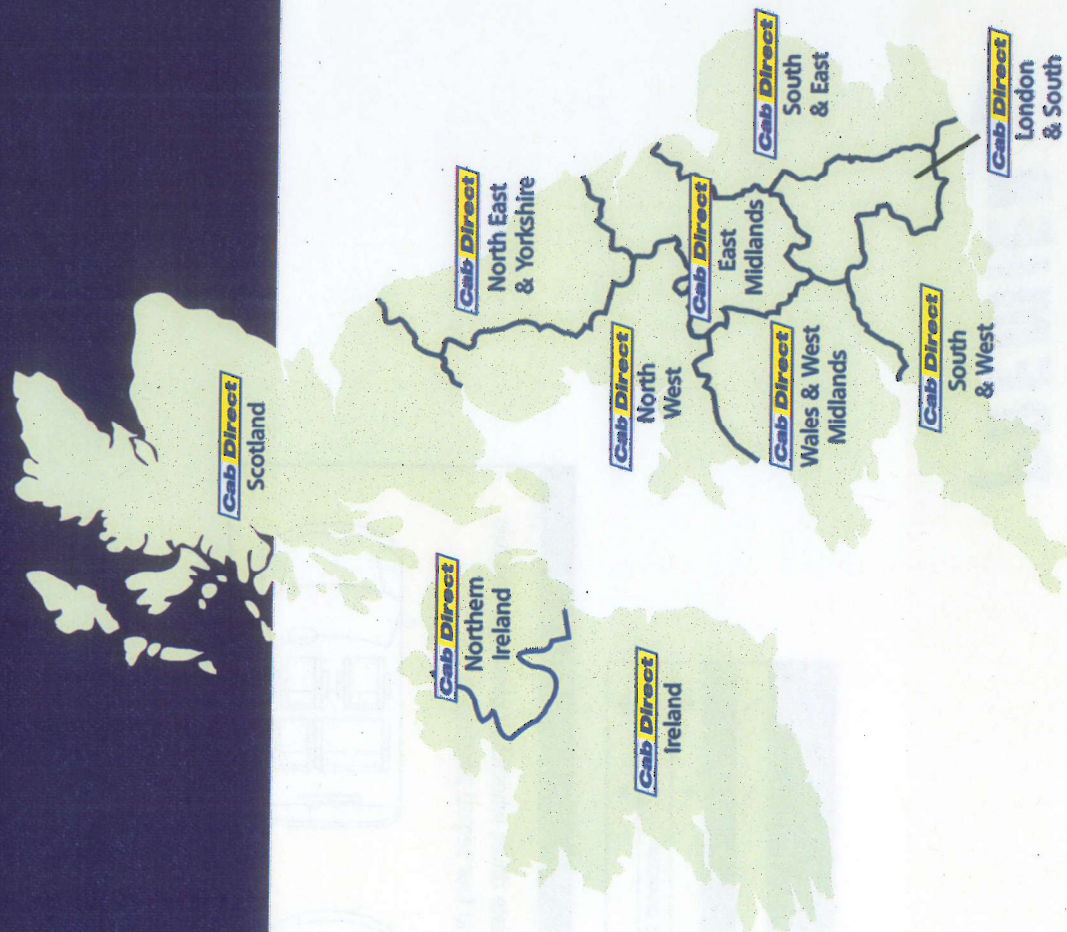 Cab Direct
Scotland
Cab Direct
Northern
Ireland
Cab Direct
North East
& Yorkshire
Cab Direct
North
West
Cab Direct
Ireland
Cab Direct
East
Midlands
Cab Direct
South
& East
Cab Direct
Wales & West
Midlands
Cab Direct
South
& West
Cab Direct
London
& South